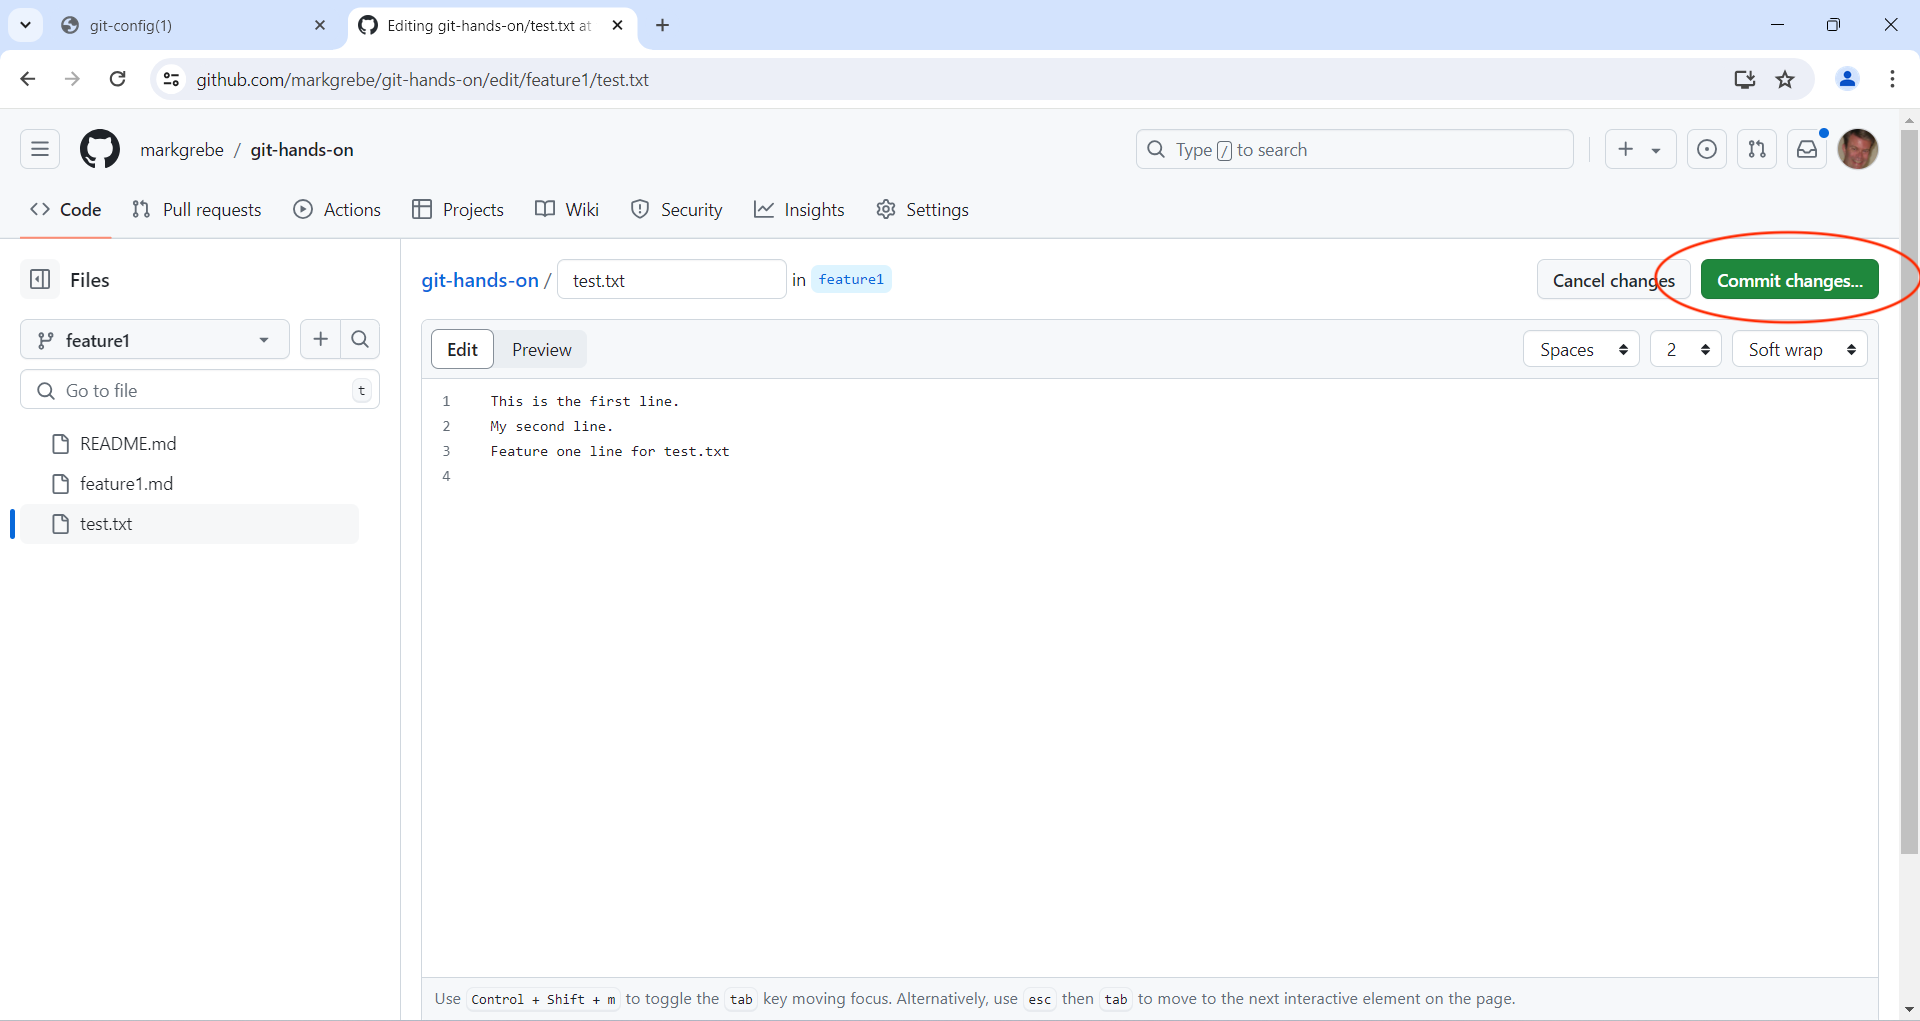 git-config(1)
Editing git-hands-on/test.txt at
github.com/markgrebe/git-hands-on/edit/feature1/test.txt
markgrebe / git-hands-on
Type / to search
Code Pull requests Actions Projects Wiki Security Insights Settings
Files
git-hands-on / test.txt in feature1
Cancel changes Commit changes...
feature1
Edit Preview
Spaces 2 Soft wrap
Go to file t
1 This is the first line.
2 My second line.
3 Feature one line for test.txt
4
README.md
feature1.md
test.txt
Use Control + Shift + m to toggle the tab key moving focus. Alternatively, use esc then tab to move to the next interactive element on the page.